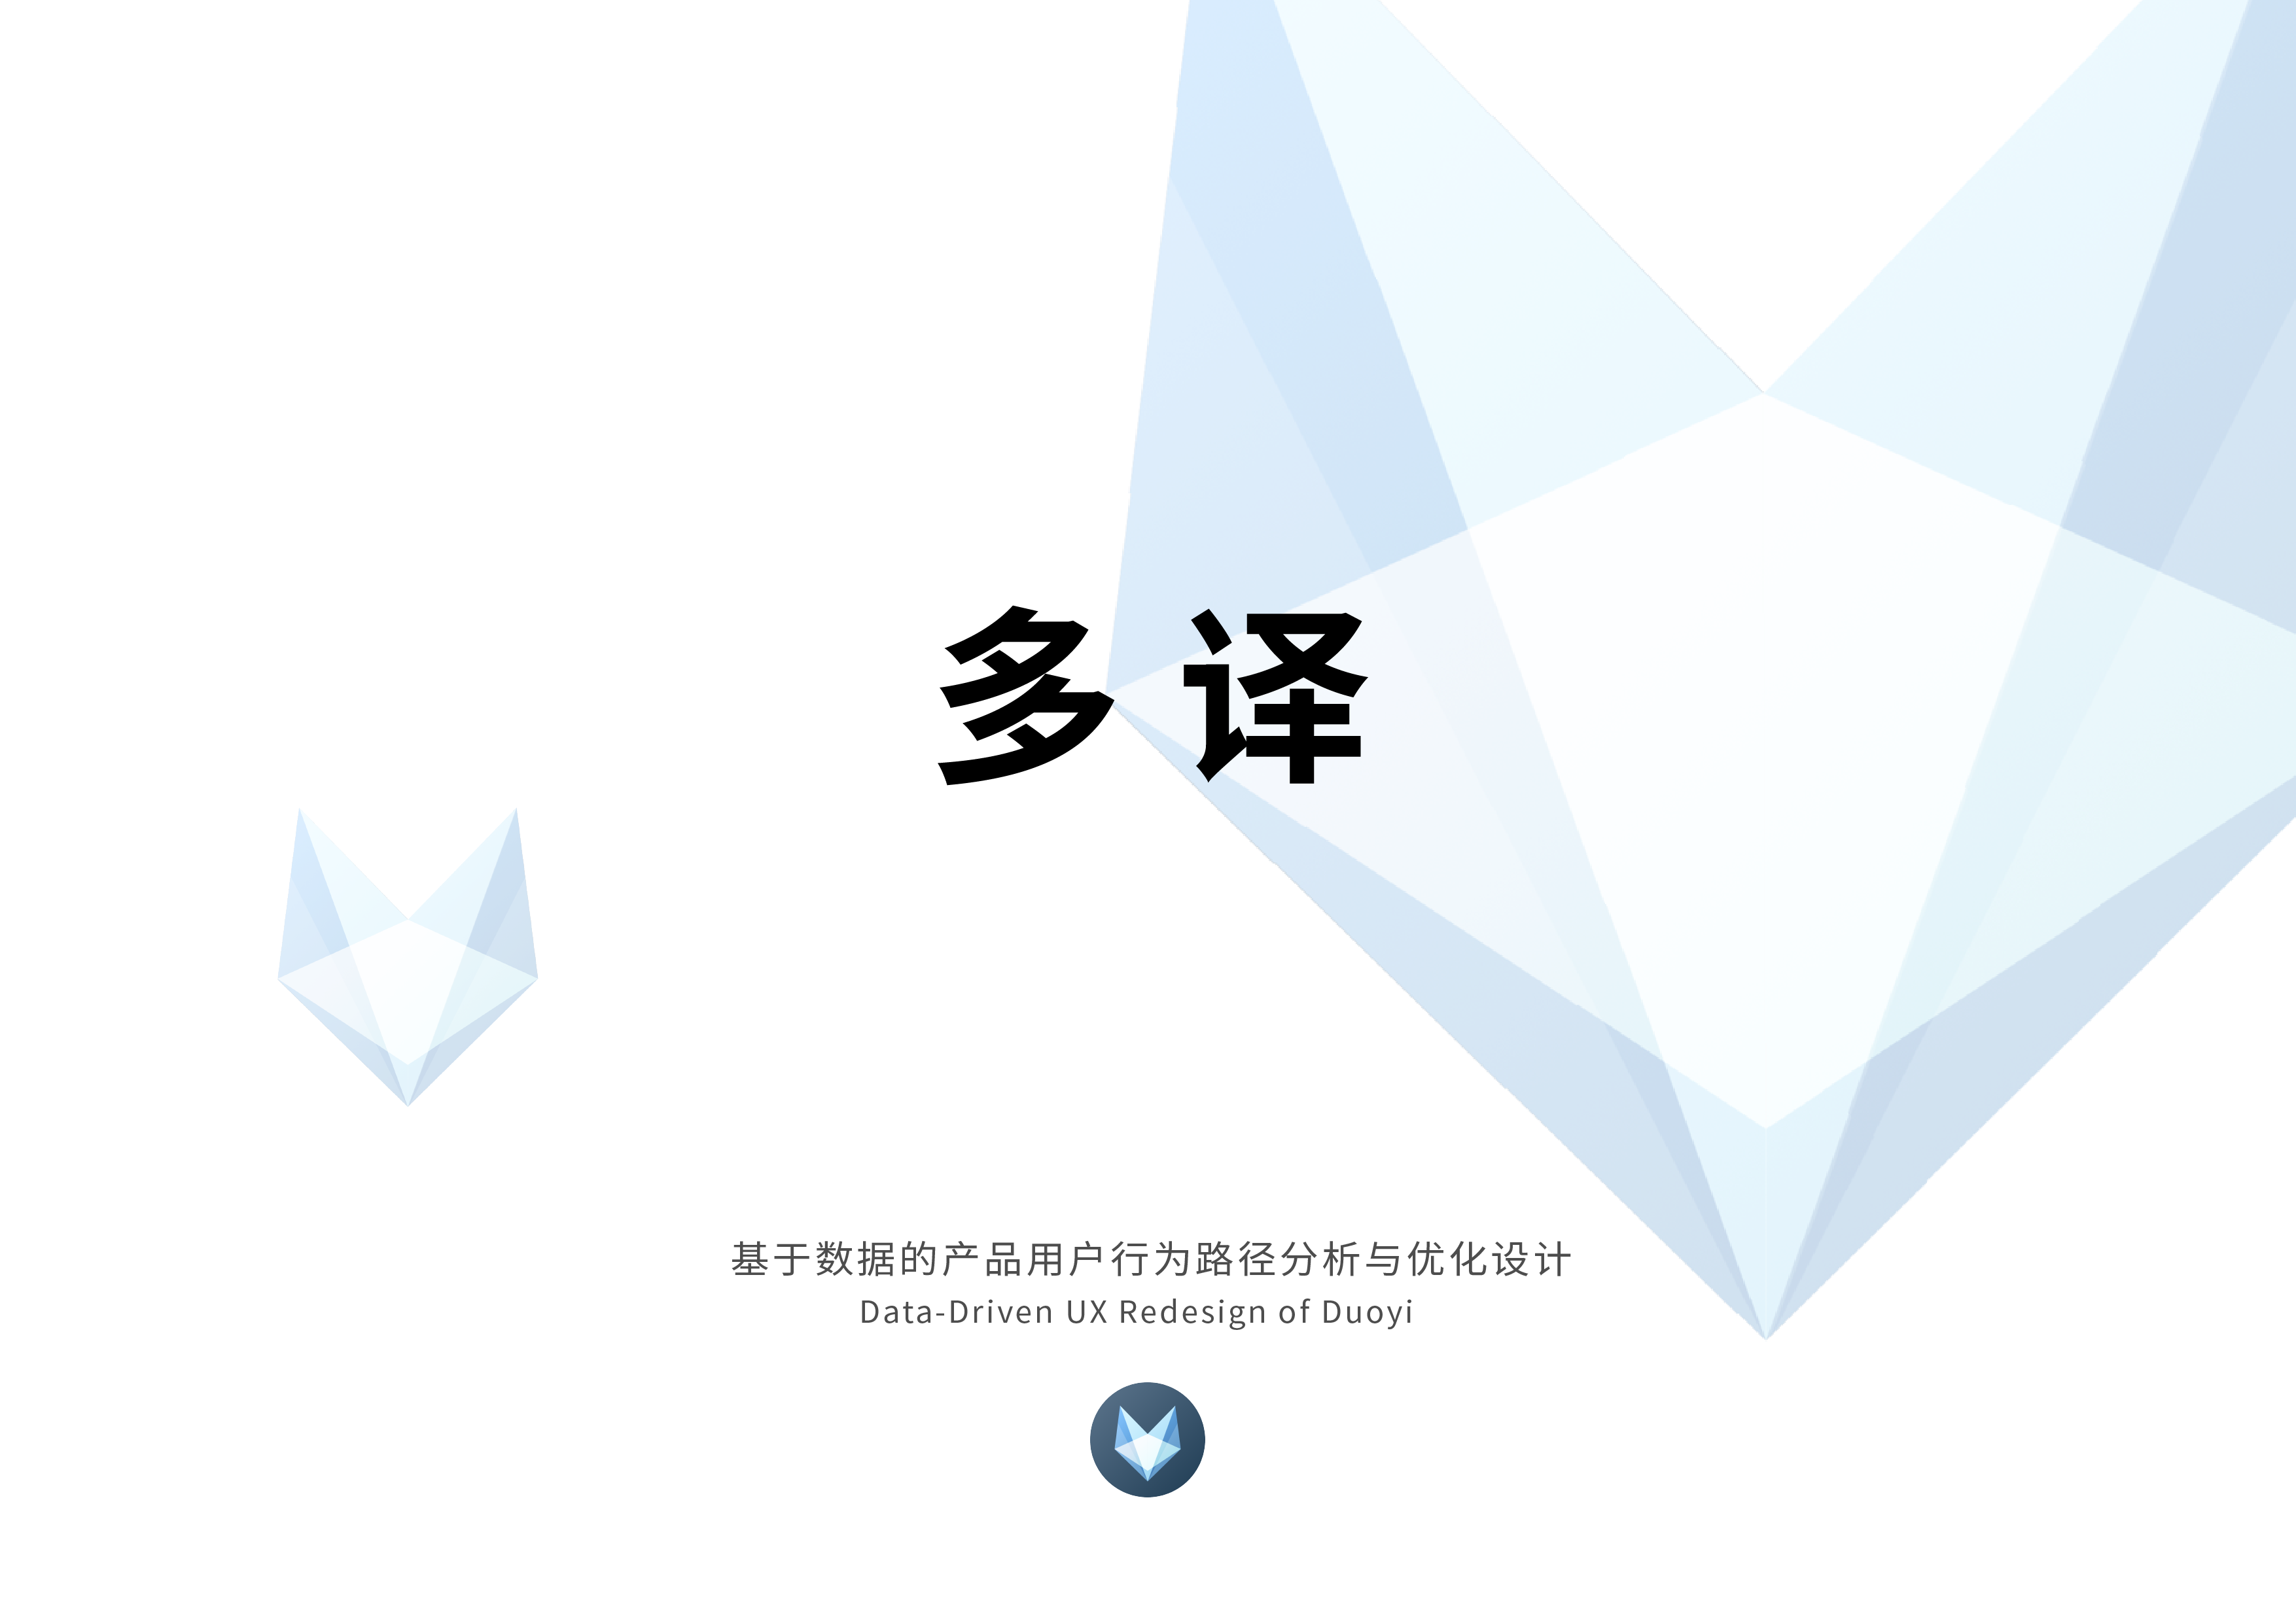 多译
基于数据的产品用户行为路径分析与优化设计
Data-Driven UX Redesign of Duoyi